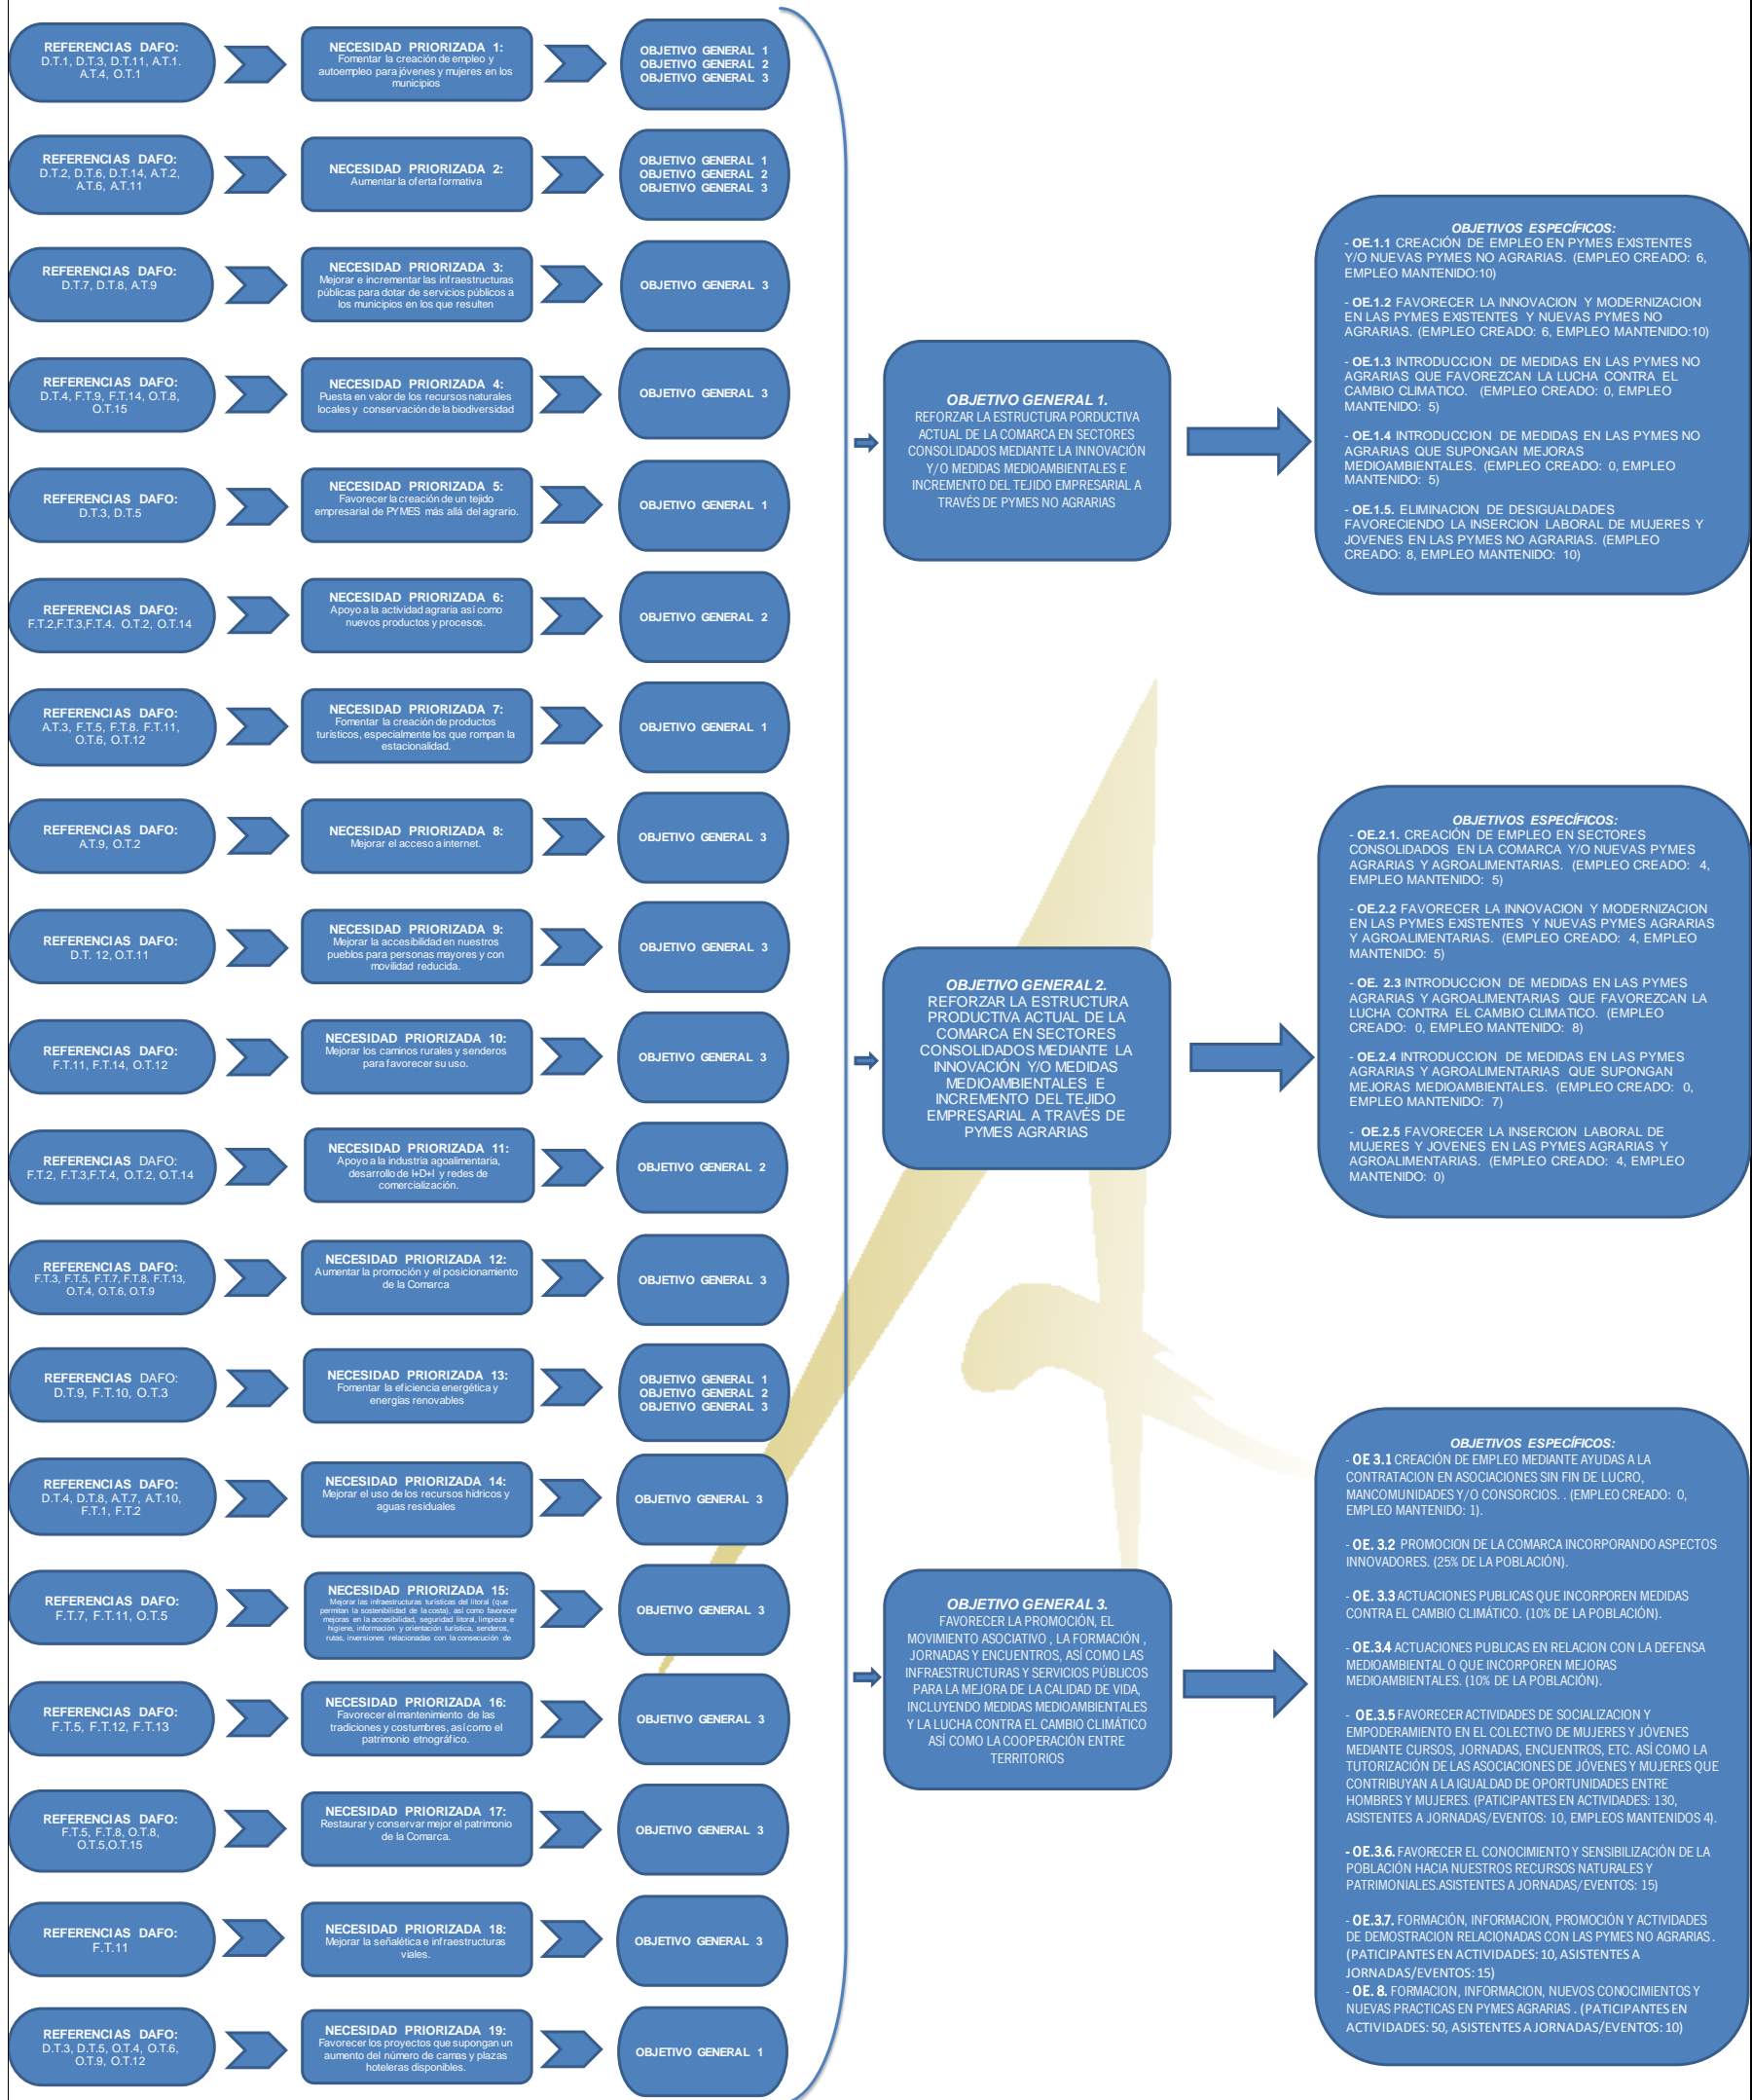 REFERENCIAS DAFO:
D.T.1, D.T.3, D.T.11, A.T.1.
A.T.4, O.T.1
NECESIDAD PRIORIZADA 1:
Fomentar la creación de empleo y
autoempleo para jóvenes y mujeres en los
municipios
OBJETIVO GENERAL 1
OBJETIVO GENERAL 2
OBJETIVO GENERAL 3
REFERENCIAS DAFO:
D.T.2, D.T.6, D.T.14, A.T.2,
A.T.6, A.T.11
NECESIDAD PRIORIZADA 2:
Aumentar la oferta formativa
OBJETIVO GENERAL 1
OBJETIVO GENERAL 2
OBJETIVO GENERAL 3
REFERENCIAS DAFO:
D.T.7, D.T.8, A.T.9
NECESIDAD PRIORIZADA 3:
Mejorar e incrementar las infraestructuras
públicas para dotar de servicios públicos a
los municipios en los que resulten
OBJETIVO GENERAL 3
REFERENCIAS DAFO:
D.T.4, F.T.9, F.T.14, O.T.8,
O.T.15
NECESIDAD PRIORIZADA 4:
Puesta en valor de los recursos naturales
locales y conservación de la biodiversidad
OBJETIVO GENERAL 3
REFERENCIAS DAFO:
D.T.3, D.T.5
NECESIDAD PRIORIZADA 5:
Favorecer la creación de un tejido
empresarial de PYMES más allá del agrario.
OBJETIVO GENERAL 1
REFERENCIAS DAFO:
F.T.2,F.T.3,F.T.4. O.T.2, O.T.14
NECESIDAD PRIORIZADA 6:
Apoyo a la actividad agraria así como
nuevos productos y procesos.
OBJETIVO GENERAL 2
REFERENCIAS DAFO:
A.T.3, F.T.5, F.T.8. F.T.11,
O.T.6, O.T.12
NECESIDAD PRIORIZADA 7:
Fomentar la creación de productos
turísticos, especialmente los que rompan la
estacionalidad.
OBJETIVO GENERAL 1
REFERENCIAS DAFO:
A.T.9, O.T.2
NECESIDAD PRIORIZADA 8:
Mejorar el acceso a internet.
OBJETIVO GENERAL 3
REFERENCIAS DAFO:
D.T. 12, O.T.11
NECESIDAD PRIORIZADA 9:
Mejorar la accesibilidad en nuestros
pueblos para personas mayores y con
movilidad reducida.
OBJETIVO GENERAL 3
REFERENCIAS DAFO:
F.T.11, F.T.14, O.T.12
NECESIDAD PRIORIZADA 10:
Mejorar los caminos rurales y senderos
para favorecer su uso.
OBJETIVO GENERAL 3
REFERENCIAS DAFO:
F.T.2, F.T.3,F.T.4, O.T.2, O.T.14
NECESIDAD PRIORIZADA 11:
Apoyo a la industria agoalimentaria,
desarrollo de I+D+I y redes de
comercialización.
OBJETIVO GENERAL 2
REFERENCIAS DAFO:
F.T.3, F.T.5, F.T.7, F.T.8, F.T.13,
O.T.4, O.T.6, O.T.9
NECESIDAD PRIORIZADA 12:
Aumentar la promoción y el posicionamiento
de la Comarca
OBJETIVO GENERAL 3
REFERENCIAS DAFO:
D.T.9, F.T.10, O.T.3
NECESIDAD PRIORIZADA 13:
Fomentar la eficiencia energética y
energías renovables
OBJETIVO GENERAL 1
OBJETIVO GENERAL 2
OBJETIVO GENERAL 3
REFERENCIAS DAFO:
D.T.4, D.T.8, A.T.7, A.T.10,
F.T.1, F.T.2
NECESIDAD PRIORIZADA 14:
Mejorar el uso de los recursos hídricos y
aguas residuales
OBJETIVO GENERAL 3
REFERENCIAS DAFO:
F.T.7, F.T.11, O.T.5
NECESIDAD PRIORIZADA 15:
Mejorar las infraestructuras turísticas del litoral (que
permitan la sostenibilidad de la costa), así como favorecer
mejoras en la accesibilidad, seguridad litoral, limpieza e
higiene, información y orientación turística, senderos,
rutas, inversiones relacionadas con la consecución de
OBJETIVO GENERAL 3
REFERENCIAS DAFO:
F.T.5, F.T.12, F.T.13
NECESIDAD PRIORIZADA 16:
Favorecer el mantenimiento de las
tradiciones y costumbres, así como el
patrimonio etnográfico.
OBJETIVO GENERAL 3
REFERENCIAS DAFO:
F.T.5, F.T.8, O.T.8,
O.T.5,O.T.15
NECESIDAD PRIORIZADA 17:
Restaurar y conservar mejor el patrimonio
de la Comarca.
OBJETIVO GENERAL 3
REFERENCIAS DAFO:
F.T.11
NECESIDAD PRIORIZADA 18:
Mejorar la señalética e infraestructuras
viales.
OBJETIVO GENERAL 3
REFERENCIAS DAFO:
D.T.3, D.T.5, O.T.4, O.T.6,
O.T.9, O.T.12
NECESIDAD PRIORIZADA 19:
Favorecer los proyectos que supongan un
aumento del número de camas y plazas
hoteleras disponibles.
OBJETIVO GENERAL 1
OBJETIVO GENERAL 1.
REFORZAR LA ESTRUCTURA PORDUCTIVA
ACTUAL DE LA COMARCA EN SECTORES
CONSOLIDADOS MEDIANTE LA INNOVACIÓN
Y/O MEDIDAS MEDIOAMBIENTALES E
INCREMENTO DEL TEJIDO EMPRESARIAL A
TRAVÉS DE PYMES NO AGRARIAS
OBJETIVOS ESPECÍFICOS:
- OE.1.1 CREACIÓN DE EMPLEO EN PYMES EXISTENTES
Y/O NUEVAS PYMES NO AGRARIAS. (EMPLEO CREADO: 6,
EMPLEO MANTENIDO:10)
- OE.1.2 FAVORECER LA INNOVACION Y MODERNIZACION
EN LAS PYMES EXISTENTES Y NUEVAS PYMES NO
AGRARIAS. (EMPLEO CREADO: 6, EMPLEO MANTENIDO:10)
- OE.1.3 INTRODUCCION DE MEDIDAS EN LAS PYMES NO
AGRARIAS QUE FAVOREZCAN LA LUCHA CONTRA EL
CAMBIO CLIMATICO. (EMPLEO CREADO: 0, EMPLEO
MANTENIDO: 5)
- OE.1.4 INTRODUCCION DE MEDIDAS EN LAS PYMES NO
AGRARIAS QUE SUPONGAN MEJORAS
MEDIOAMBIENTALES. (EMPLEO CREADO: 0, EMPLEO
MANTENIDO: 5)
- OE.1.5. ELIMINACION DE DESIGUALDADES
FAVORECIENDO LA INSERCION LABORAL DE MUJERES Y
JOVENES EN LAS PYMES NO AGRARIAS. (EMPLEO
CREADO: 8, EMPLEO MANTENIDO: 10)
OBJETIVO GENERAL 2.
REFORZAR LA ESTRUCTURA
PRODUCTIVA ACTUAL DE LA
COMARCA EN SECTORES
CONSOLIDADOS MEDIANTE LA
INNOVACIÓN Y/O MEDIDAS
MEDIOAMBIENTALES E
INCREMENTO DEL TEJIDO
EMPRESARIAL A TRAVÉS DE
PYMES AGRARIAS
OBJETIVOS ESPECÍFICOS:
- OE.2.1. CREACIÓN DE EMPLEO EN SECTORES
CONSOLIDADOS EN LA COMARCA Y/O NUEVAS PYMES
AGRARIAS Y AGROALIMENTARIAS. (EMPLEO CREADO: 4,
EMPLEO MANTENIDO: 5)
- OE.2.2 FAVORECER LA INNOVACION Y MODERNIZACION
EN LAS PYMES EXISTENTES Y NUEVAS PYMES AGRARIAS
Y AGROALIMENTARIAS. (EMPLEO CREADO: 4, EMPLEO
MANTENIDO: 5)
- OE. 2.3 INTRODUCCION DE MEDIDAS EN LAS PYMES
AGRARIAS Y AGROALIMENTARIAS QUE FAVOREZCAN LA
LUCHA CONTRA EL CAMBIO CLIMATICO. (EMPLEO
CREADO: 0, EMPLEO MANTENIDO: 8)
- OE.2.4 INTRODUCCION DE MEDIDAS EN LAS PYMES
AGRARIAS Y AGROALIMENTARIAS QUE SUPONGAN
MEJORAS MEDIOAMBIENTALES. (EMPLEO CREADO: 0,
EMPLEO MANTENIDO: 7)
- OE.2.5 FAVORECER LA INSERCION LABORAL DE
MUJERES Y JOVENES EN LAS PYMES AGRARIAS Y
AGROALIMENTARIAS. (EMPLEO CREADO: 4, EMPLEO
MANTENIDO: 0)
OBJETIVO GENERAL 3.
FAVORECER LA PROMOCIÓN, EL
MOVIMIENTO ASOCIATIVO , LA FORMACIÓN ,
JORNADAS Y ENCUENTROS, ASÍ COMO LAS
INFRAESTRUCTURAS Y SERVICIOS PÚBLICOS
PARA LA MEJORA DE LA CALIDAD DE VIDA,
INCLUYENDO MEDIDAS MEDIOAMBIENTALES
Y LA LUCHA CONTRA EL CAMBIO CLIMÁTICO
ASÍ COMO LA COOPERACIÓN ENTRE
TERRITORIOS
OBJETIVOS ESPECÍFICOS:
- OE 3.1 CREACIÓN DE EMPLEO MEDIANTE AYUDAS A LA
CONTRATACION EN ASOCIACIONES SIN FIN DE LUCRO,
MANCOMUNIDADES Y/O CONSORCIOS. . (EMPLEO CREADO: 0,
EMPLEO MANTENIDO: 1).
- OE. 3.2 PROMOCION DE LA COMARCA INCORPORANDO ASPECTOS
INNOVADORES. (25% DE LA POBLACIÓN).
- OE. 3.3 ACTUACIONES PUBLICAS QUE INCORPOREN MEDIDAS
CONTRA EL CAMBIO CLIMÁTICO. (10% DE LA POBLACIÓN).
- OE.3.4 ACTUACIONES PUBLICAS EN RELACION CON LA DEFENSA
MEDIOAMBIENTAL O QUE INCORPOREN MEJORAS
MEDIOAMBIENTALES. (10% DE LA POBLACIÓN).
- OE.3.5 FAVORECER ACTIVIDADES DE SOCIALIZACION Y
EMPODERAMIENTO EN EL COLECTIVO DE MUJERES Y JÓVENES
MEDIANTE CURSOS, JORNADAS, ENCUENTROS, ETC. ASÍ COMO LA
TUTORIZACIÓN DE LAS ASOCIACIONES DE JÓVENES Y MUJERES QUE
CONTRIBUYAN A LA IGUALDAD DE OPORTUNIDADES ENTRE
HOMBRES Y MUJERES. (PATICIPANTES EN ACTIVIDADES: 130,
ASISTENTES A JORNADAS/EVENTOS: 10, EMPLEOS MANTENIDOS 4).
- OE.3.6. FAVORECER EL CONOCIMIENTO Y SENSIBILIZACIÓN DE LA
POBLACIÓN HACIA NUESTROS RECURSOS NATURALES Y
PATRIMONIALES.ASISTENTES A JORNADAS/EVENTOS: 15)
- OE.3.7. FORMACIÓN, INFORMACION, PROMOCIÓN Y ACTIVIDADES
DE DEMOSTRACION RELACIONADAS CON LAS PYMES NO AGRARIAS .
(PATICIPANTES EN ACTIVIDADES: 10, ASISTENTES A
JORNADAS/EVENTOS: 15)
- OE. 8. FORMACION, INFORMACION, NUEVOS CONOCIMIENTOS Y
NUEVAS PRACTICAS EN PYMES AGRARIAS . (PATICIPANTES EN
ACTIVIDADES: 50, ASISTENTES A JORNADAS/EVENTOS: 10)